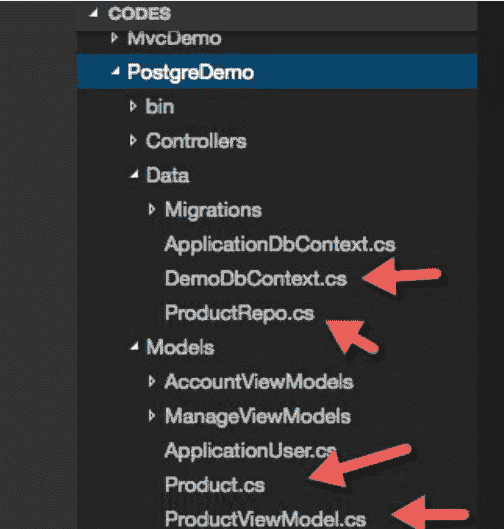 CODES
MvcDemo
PostgreDemo
bin
Controllers
Data
Migrations
ApplicationDbContext.cs
DemoDbContext.cs
ProductRepo.cs
Models
AccountViewModels
ManageViewModels
ApplicationUser.cs
Product.cs
ProductViewModel.cs